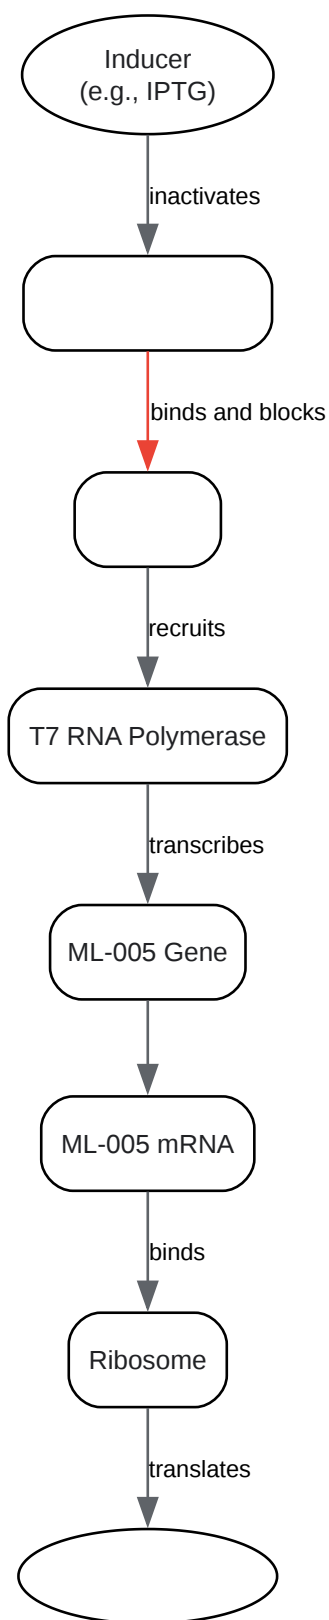 Inducer
(e.g., IPTG)
inactivates
binds and blocks
recruits
T7 RNA Polymerase
transcribes
ML-005 Gene
ML-005 mRNA
binds
Ribosome
translates